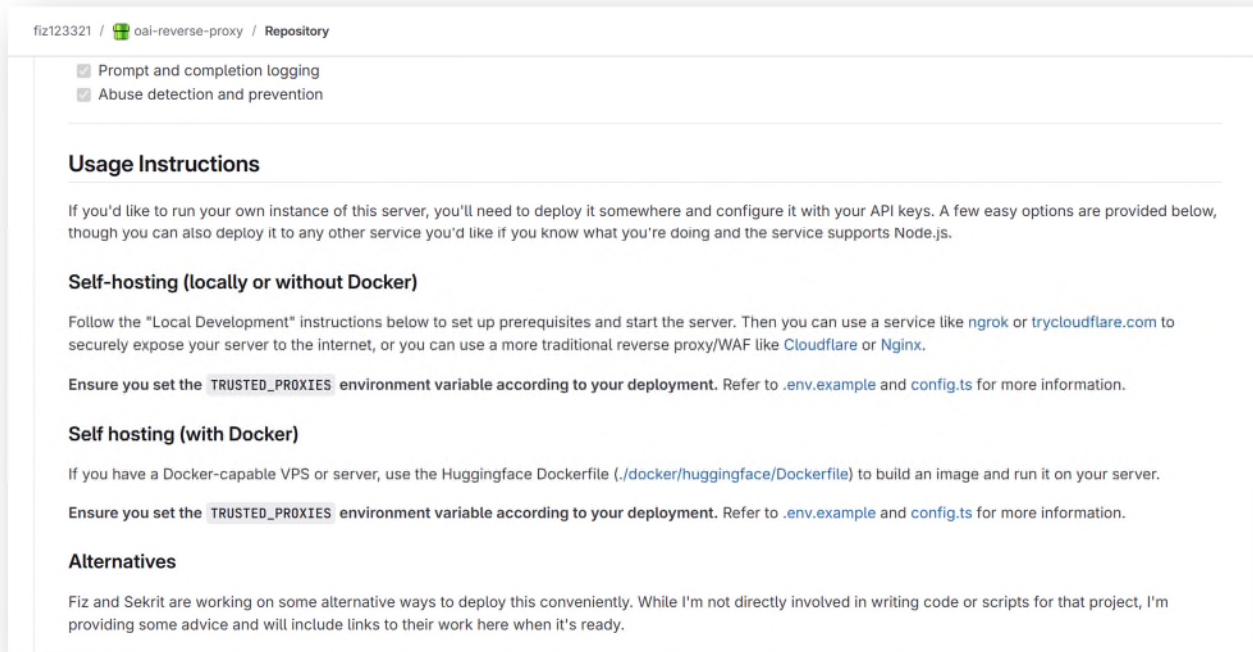 fiz123321 / oai-reverse-proxy / Repository
Prompt and completion logging
Abuse detection and prevention
Usage Instructions
If you'd like to run your own instance of this server, you'll need to deploy it somewhere and configure it with your API keys. A few easy options are provided below,
though you can also deploy it to any other service you'd like if you know what you're doing and the service supports Node.js.
Self-hosting (locally or without Docker)
Follow the "Local Development" instructions below to set up prerequisites and start the server. Then you can use a service like ngrok or trycloudflare.com to
securely expose your server to the internet, or you can use a more traditional reverse proxy/WAF like Cloudflare or Nginx.
Ensure you set the TRUSTED_PROXIES environment variable according to your deployment. Refer to .env.example and config.ts for more information.
Self hosting (with Docker)
If you have a Docker-capable VPS or server, use the Huggingface Dockerfile (./docker/huggingface/Dockerfile) to build an image and run it on your server.
Ensure you set the TRUSTED_PROXIES environment variable according to your deployment. Refer to .env.example and config.ts for more information.
Alternatives
Fiz and Sekrit are working on some alternative ways to deploy this conveniently. While I'm not directly involved in writing code or scripts for that project, I'm
providing some advice and will include links to their work here when it's ready.